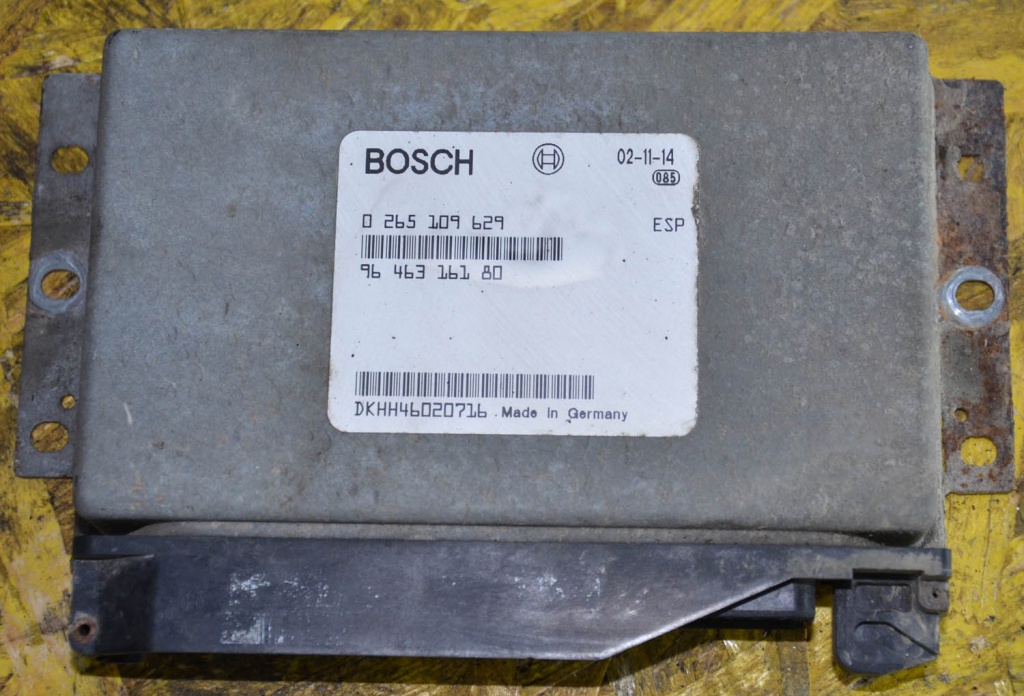 BOSCH 02-11-14
085
0 265 109 629 ESP
96 463 161 80
DKHH46020716 Made In Germany